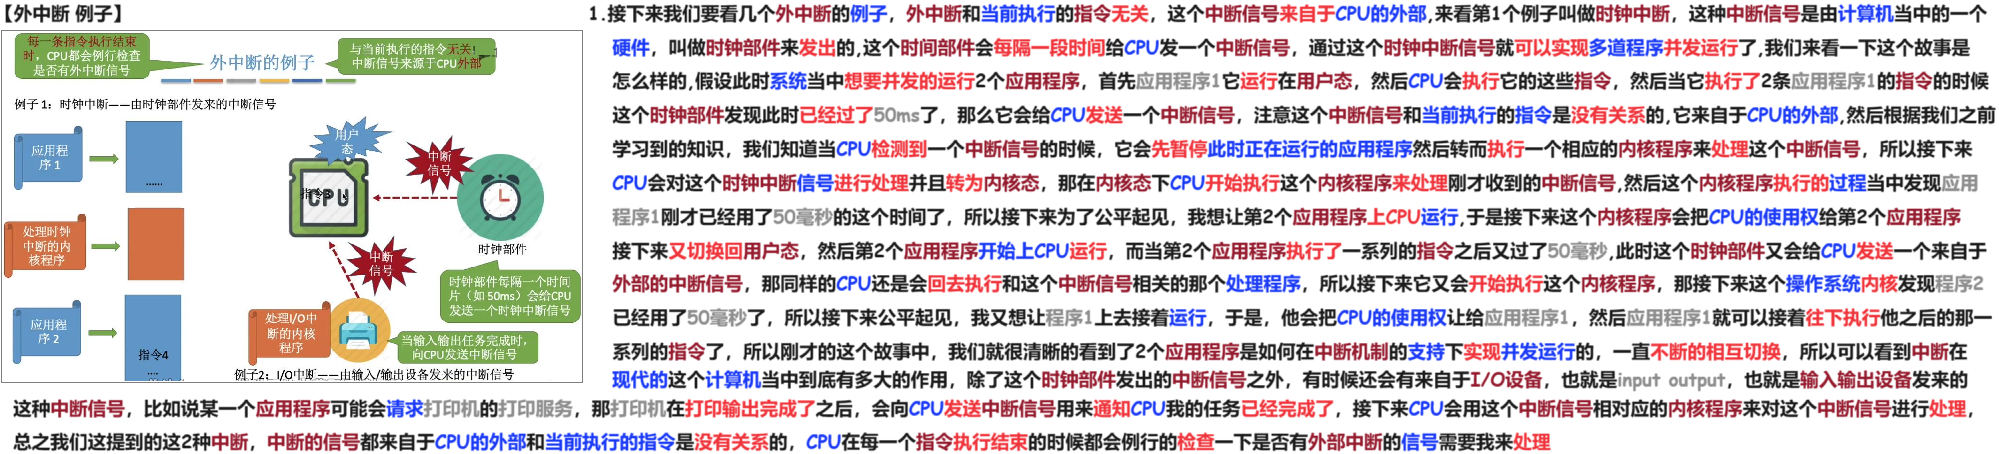 【外中断 例子】
每一条指令执行结束
时，CPU都会例行检查
是否有外中断信号
外中断的例子
与当前执行的指令无关！
中断信号来源于CPU外部
例子1：时钟中断——由时钟部件发来的中断信号
应用程
序1
……
用户
态
中断
信号
CPU
时钟部件
处理时钟
中断的内
核程序
中断
信号
时钟部件每隔一个时间
片（如50ms）会给CPU
发送一个时钟中断信号
应用程
序2
指令4
……
处理I/O中
断的内核
程序
当输入输出任务完成时，
向CPU发送中断信号
例子2：I/O中断——由输入/输出设备发来的中断信号
1.接下来我们要看几个外中断的例子，外中断和当前执行的指令无关，这个中断信号来自于CPU的外部,来看第1个例子叫做时钟中断，这种中断信号是由计算机当中的一个
硬件，叫做时钟部件来发出的,这个时间部件会每隔一段时间给CPU发一个中断信号，通过这个时钟中断信号就可以实现多道程序并发运行了,我们来看一下这个故事是
怎么样的,假设此时系统当中想要并发的运行2个应用程序，首先应用程序1它运行在用户态，然后CPU会执行它的这些指令，然后当它执行了2条应用程序1的指令的时候
这个时钟部件发现此时已经过了50ms了，那么它会给CPU发送一个中断信号，注意这个中断信号和当前执行的指令是没有关系的,它来自于CPU的外部,然后根据我们之前
学习到的知识，我们知道当CPU检测到一个中断信号的时候，它会先暂停此时正在运行的应用程序然后转而执行一个相应的内核程序来处理这个中断信号，所以接下来
CPU会对这个时钟中断信号进行处理并且转为内核态，那在内核态下CPU开始执行这个内核程序来处理刚才收到的中断信号,然后这个内核程序执行的过程当中发现应用
程序1刚才已经用了50毫秒的这个时间了，所以接下来为了公平起见，我想让第2个应用程序上CPU运行,于是接下来这个内核程序会把CPU的使用权给第2个应用程序
接下来又切换回用户态，然后第2个应用程序开始上CPU运行，而当第2个应用程序执行了一系列的指令之后又过了50毫秒,此时这个时钟部件又会给CPU发送一个来自于
外部的中断信号，那同样的CPU还是会回去执行和这个中断信号相关的那个处理程序，所以接下来它又会开始执行这个内核程序，那接下来这个操作系统内核发现程序2
已经用了50毫秒了，所以接下来公平起见，我又想让程序1上去接着运行，于是，他会把CPU的使用权让给应用程序1，然后应用程序1就可以接着往下执行他之后的那一
系列的指令了，所以刚才的这个故事中，我们就很清晰的看到了2个应用程序是如何在中断机制的支持下实现并发运行的，一直不断的相互切换，所以可以看到中断在
现代的这个计算机当中到底有多大的作用，除了这个时钟部件发出的中断信号之外，有时候还会有来自于I/O设备，也就是input output，也就是输入输出设备发来的
这种中断信号，比如说某一个应用程序可能会请求打印机的打印服务，那打印机在打印输出完成了之后，会向CPU发送中断信号用来通知CPU我的任务已经完成了，接下来CPU会用这个中断信号相对应的内核程序来对这个中断信号进行处理，
总之我们这提到的这2种中断，中断的信号都来自于CPU的外部和当前执行的指令是没有关系的，CPU在每一个指令执行结束的时候都会例行的检查一下是否有外部中断的信号需要我来处理